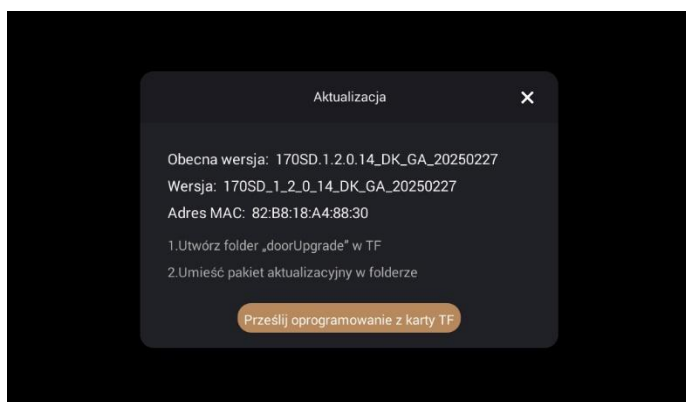 Aktualizacja
Obecna wersja: 170SD.1.2.0.14_DK_GA_20250227
Wersja: 170SD_1_2_0_14_DK_GA_20250227
Adres MAC: 82:B8:18:A4:88:30
1.Utwórz folder „doorUpgrade" w TF
2.Umieść pakiet aktualizacyjny w folderze
Prześlij oprogramowanie z karty TF